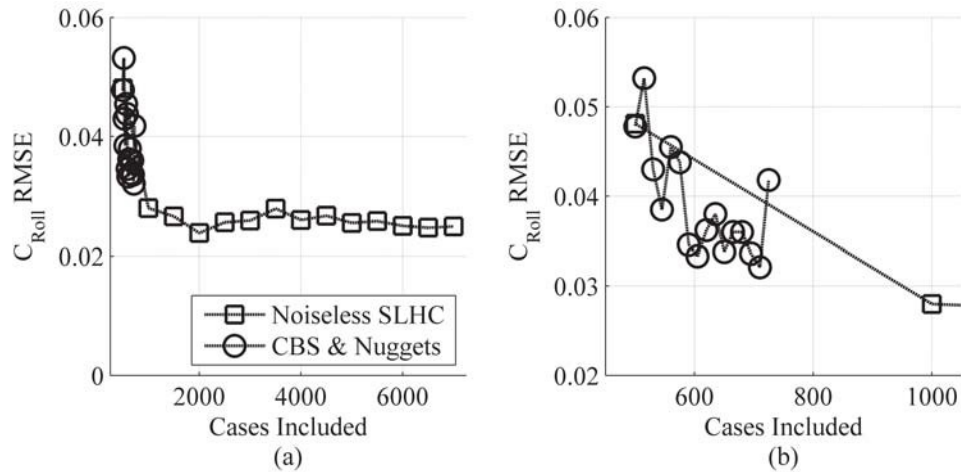 0.06
0.04
0.02
0
C_Roll RMSE
Noiseless SLHC
CBS & Nuggets
2000 4000 6000
Cases Included
(a)
0.06
0.05
0.04
0.03
0.02
C_Roll RMSE
600 800 1000
Cases Included
(b)